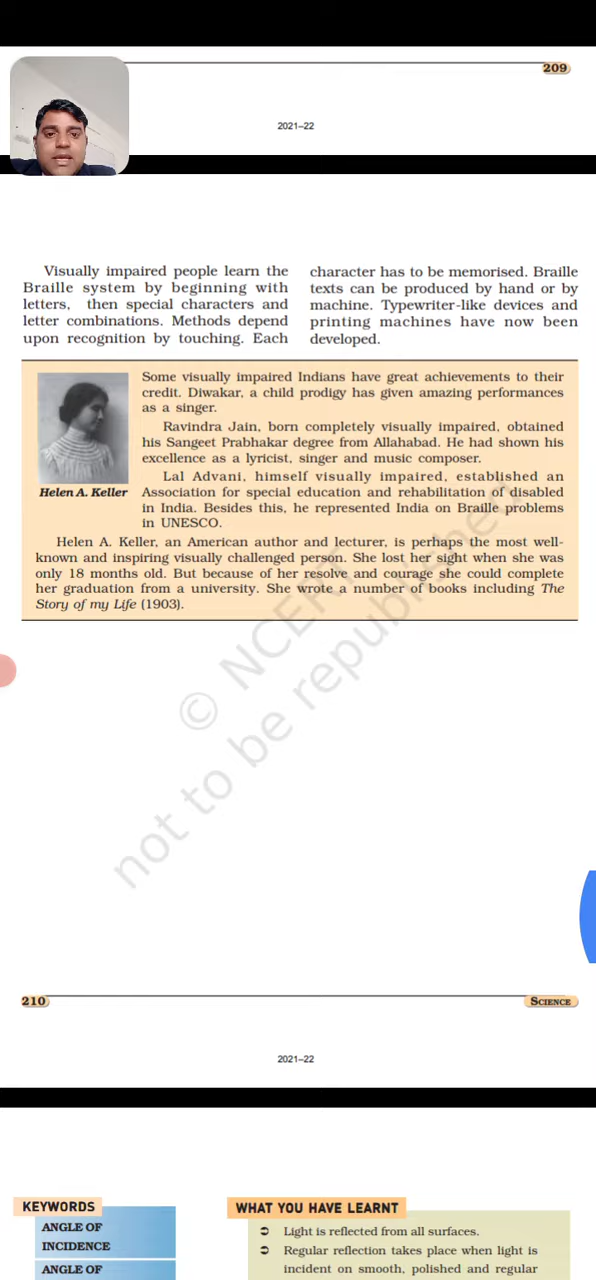 209
2021–22
Visually impaired people learn the
Braille system by beginning with
letters, then special characters and
letter combinations. Methods depend
upon recognition by touching. Each
character has to be memorised. Braille
texts can be produced by hand or by
machine. Typewriter-like devices and
printing machines have now been
developed.
Some visually impaired Indians have great achievements to their
credit. Diwakar, a child prodigy has given amazing performances
as a singer.
Ravindra Jain, born completely visually impaired, obtained
his Sangeet Prabhakar degree from Allahabad. He had shown his
excellence as a lyricist, singer and music composer.
Lal Advani, himself visually impaired, established an
Association for special education and rehabilitation of disabled
in India. Besides this, he represented India on Braille problems
in UNESCO.
Helen A. Keller
Helen A. Keller, an American author and lecturer, is perhaps the most well-
known and inspiring visually challenged person. She lost her sight when she was
only 18 months old. But because of her resolve and courage she could complete
her graduation from a university. She wrote a number of books including The
Story of my Life (1903).
© NCERT
not to be republished
210
SCIENCE
2021–22
KEYWORDS
ANGLE OF
INCIDENCE
ANGLE OF
WHAT YOU HAVE LEARNT
➲ Light is reflected from all surfaces.
➲ Regular reflection takes place when light is
incident on smooth, polished and regular